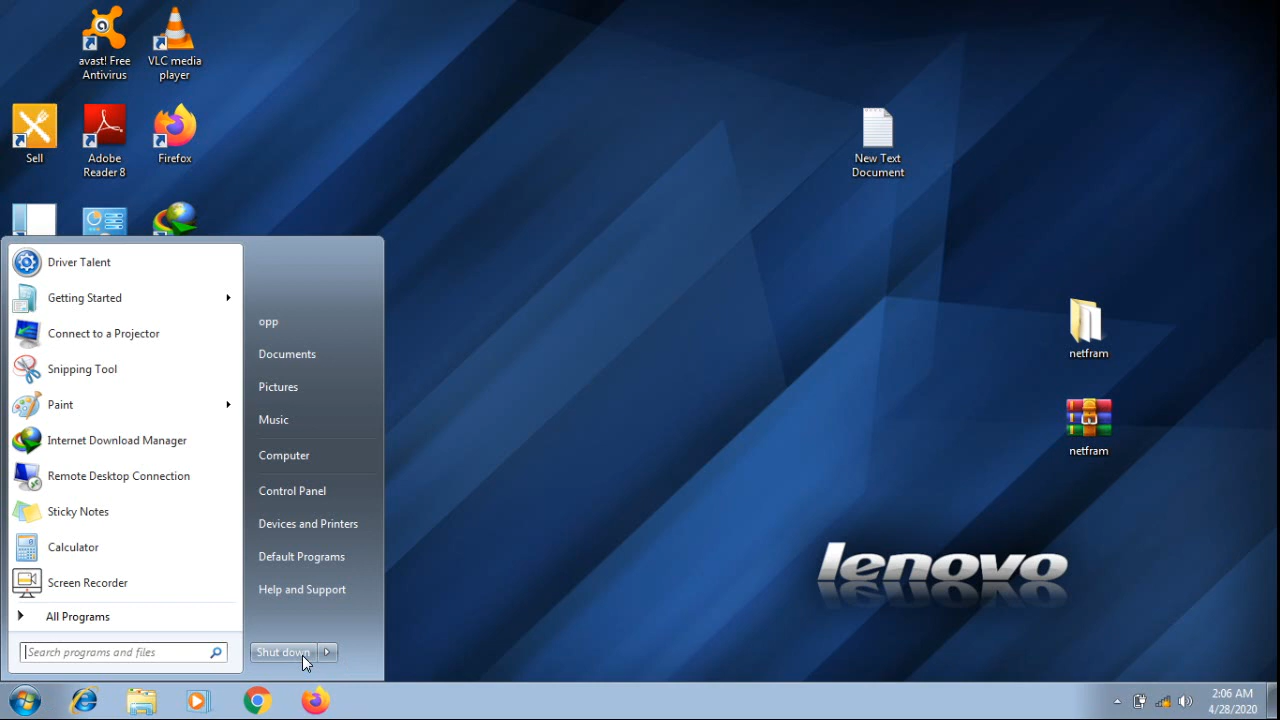 avast! Free
Antivirus
VLC media
player
Sell
Adobe
Reader 8
Firefox
New Text
Document
netfram
netfram
lenovo
Driver Talent
Getting Started
Connect to a Projector
Snipping Tool
Paint
Internet Download Manager
Remote Desktop Connection
Sticky Notes
Calculator
Screen Recorder
All Programs
Search programs and files
opp
Documents
Pictures
Music
Computer
Control Panel
Devices and Printers
Default Programs
Help and Support
Shut down
2:06 AM
4/28/2020